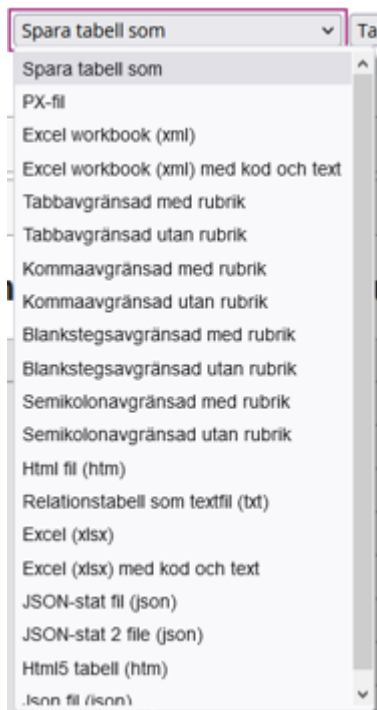 Spara tabell som
Ta
Spara tabell som
PX-fil
Excel workbook (xml)
Excel workbook (xml) med kod och text
Tabbavgränsad med rubrik
Tabbavgränsad utan rubrik
Kommaavgränsad med rubrik
Kommaavgränsad utan rubrik
Blankstegsavgränsad med rubrik
Blankstegsavgränsad utan rubrik
Semikolonavgränsad med rubrik
Semikolonavgränsad utan rubrik
Html fil (htm)
Relationstabell som textfil (txt)
Excel (xlsx)
Excel (xlsx) med kod och text
JSON-stat fil (json)
JSON-stat 2 file (json)
Html5 tabell (htm)
Json fil (json)